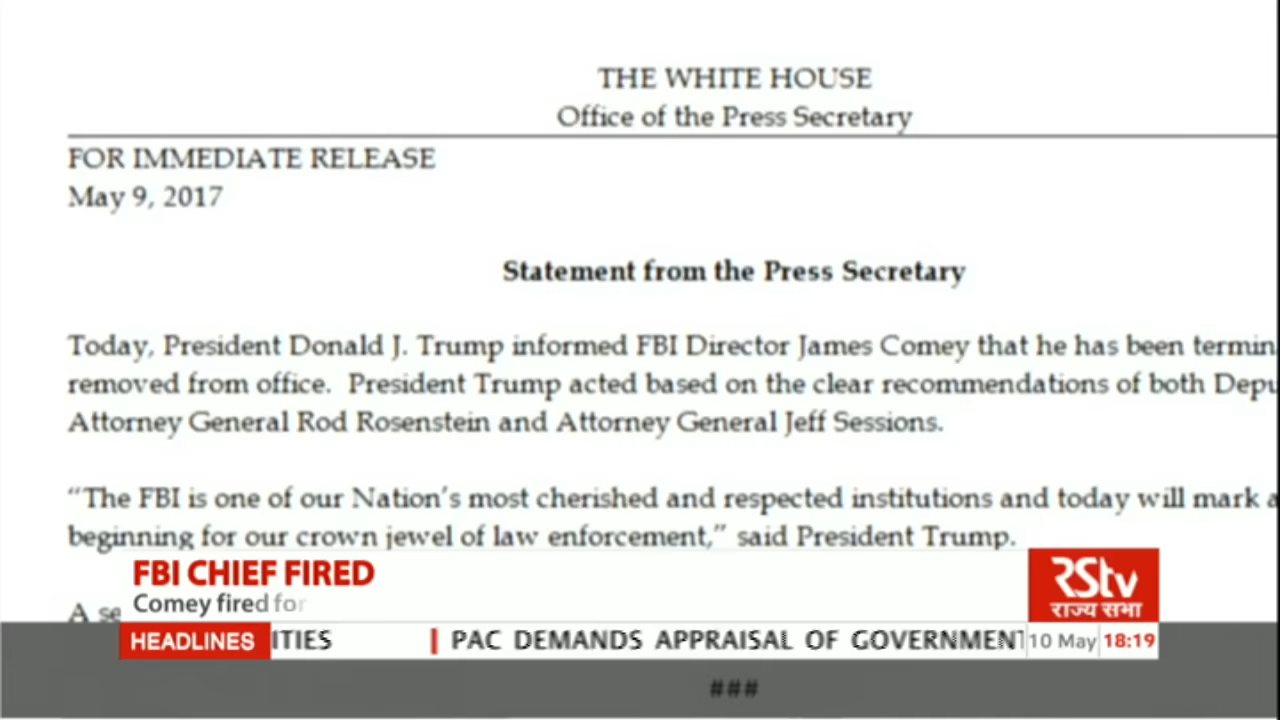 THE WHITE HOUSE
Office of the Press Secretary
FOR IMMEDIATE RELEASE
May 9, 2017
Statement from the Press Secretary
Today, President Donald J. Trump informed FBI Director James Comey that he has been termin
removed from office. President Trump acted based on the clear recommendations of both Depu
Attorney General Rod Rosenstein and Attorney General Jeff Sessions.
“The FBI is one of our Nation’s most cherished and respected institutions and today will mark a
beginning for our crown jewel of law enforcement,” said President Trump.
A se
FBI CHIEF FIRED
Comey fired for
RStv
राज्य सभा
HEADLINES ITIES | PAC DEMANDS APPRAISAL OF GOVERNMENT 10 May 18:19
###